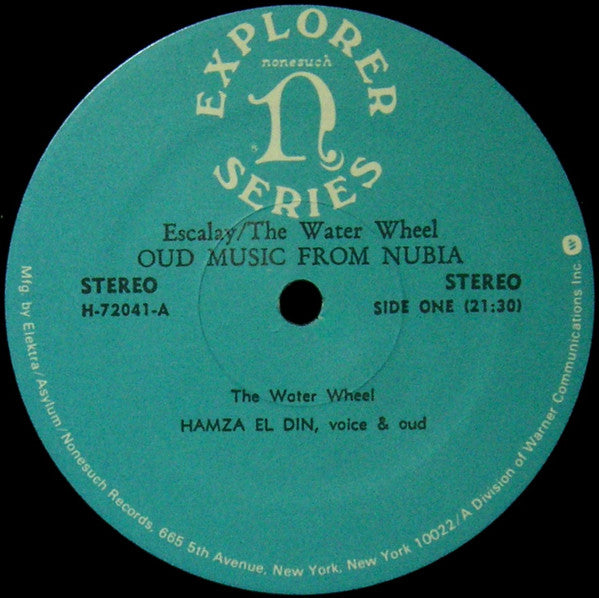 EXPLORER
nonesuch
n
SERIES
Escalay/The Water Wheel
OUD MUSIC FROM NUBIA
STEREO
H-72041-A
STEREO
SIDE ONE (21:30)
The Water Wheel
HAMZA EL DIN, voice & oud
Mfg by Elektra/Asylum/Nonesuch Records, 665 5th Avenue, New York, New York 10022/A Division of Warner Communications Inc. W